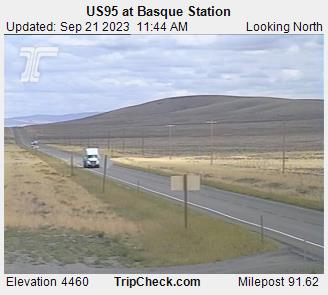 US95 at Basque Station
Updated: Sep 21 2023 11:44 AM Looking North
Elevation 4460 TripCheck.com Milepost 91.62